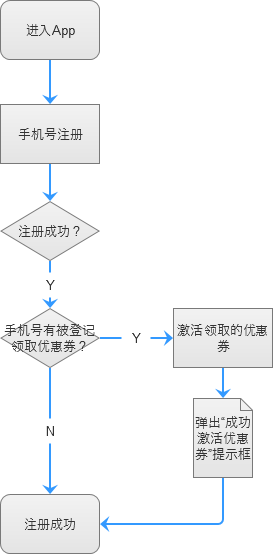 进入App
手机号注册
注册成功？
Y
手机号有被登记
领取优惠券？
Y
激活领取的优惠
券
弹出“成功
激活优惠
券”提示框
N
注册成功